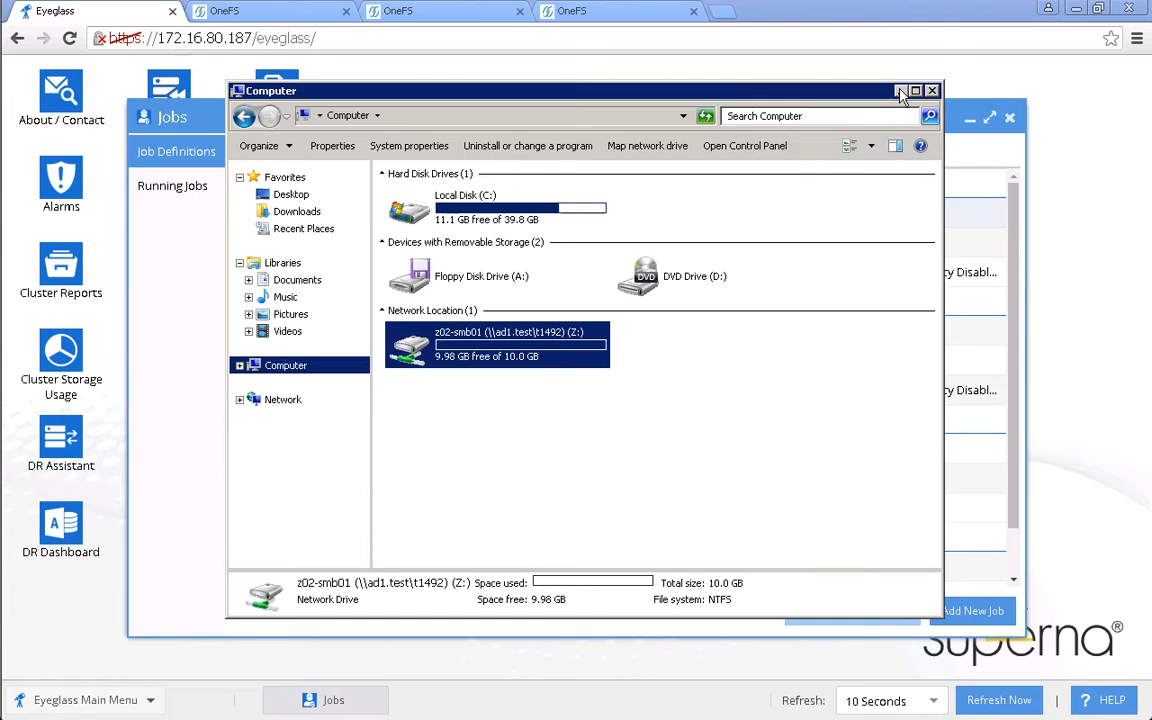 Eyeglass
OneFS
OneFS
OneFS
https://172.16.80.187/eyeglass/
About / Contact
Alarms
Cluster Reports
Cluster Storage
Usage
DR Assistant
DR Dashboard
Jobs
Job Definitions
Running Jobs
Computer
Computer
Search Computer
Organize
Properties
System properties
Uninstall or change a program
Map network drive
Open Control Panel
Favorites
Desktop
Downloads
Recent Places
Libraries
Documents
Music
Pictures
Videos
Computer
Network
Hard Disk Drives (1)
Local Disk (C:)
11.1 GB free of 39.8 GB
Devices with Removable Storage (2)
Floppy Disk Drive (A:)
DVD
DVD Drive (D:)
Network Location (1)
z02-smb01 (\\ad1.test\t1492) (Z:)
9.98 GB free of 10.0 GB
cy Disabl...
cy Disabl...
z02-smb01 (\\ad1.test\t1492) (Z:) Space used: Total size: 10.0 GB
Network Drive Space free: 9.98 GB File system: NTFS
Add New Job
superna®
Eyeglass Main Menu
Jobs
Refresh:
10 Seconds
Refresh Now
HELP